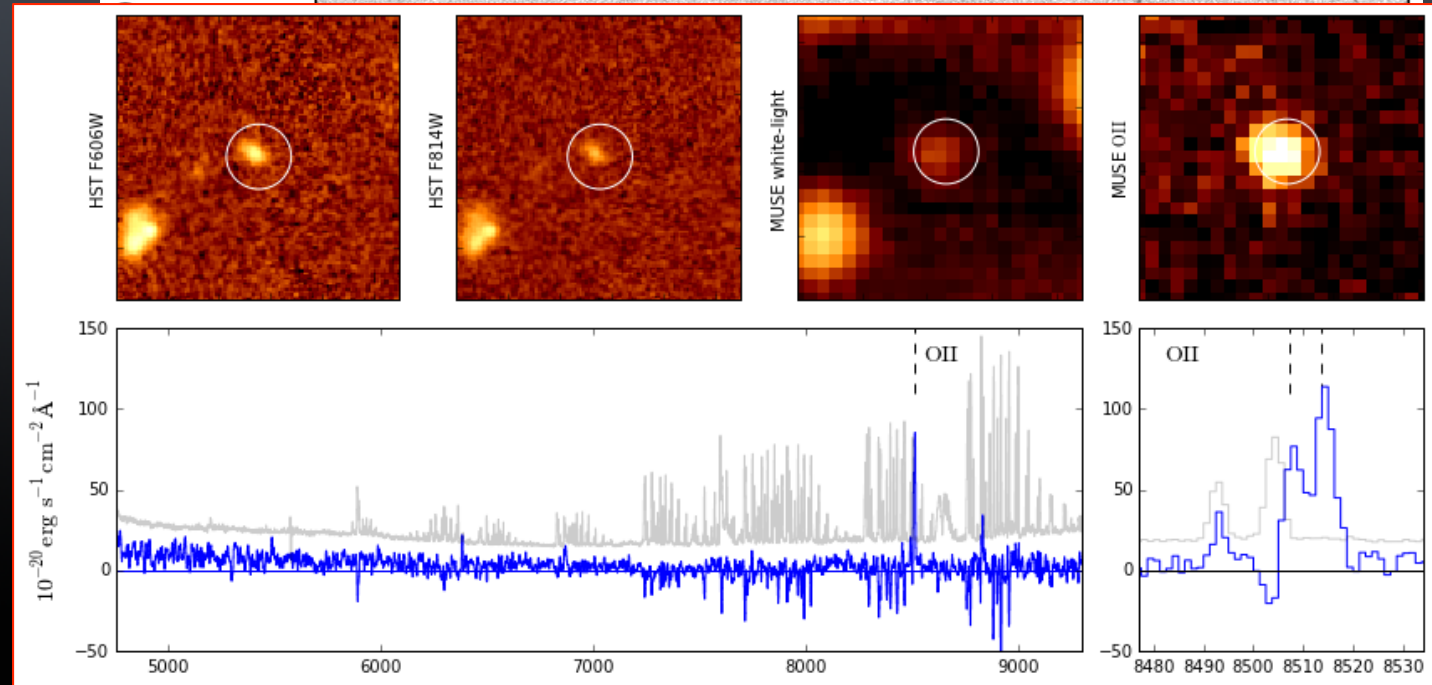 HST F606W
HST F814W
MUSE white-light
MUSE OII
10⁻²⁰ erg s⁻¹ cm⁻² Å⁻¹
150
100
50
0
−50
OII
5000 6000 7000 8000 9000
150
100
50
0
−50
OII
8480 8490 8500 8510 8520 8530